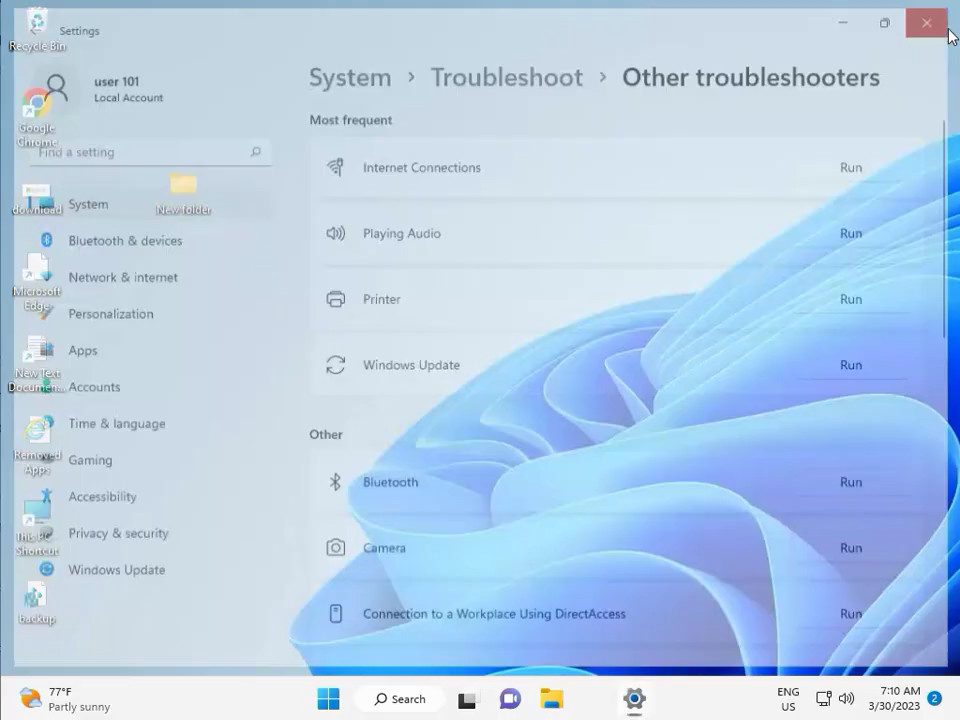 Recycle Bin
Settings
user 101
Local Account
Google
Chrome
Find a setting
System
Bluetooth & devices
Network & internet
Personalization
Apps
Accounts
Time & language
Gaming
Accessibility
Privacy & security
Windows Update
download
New folder
Microsoft
Edge
New Text
Documen...
Removed
Apps
This PC
Shortcut
backup
System > Troubleshoot > Other troubleshooters
Most frequent
Internet Connections Run
Playing Audio Run
Printer Run
Windows Update Run
Other
Bluetooth Run
Camera Run
Connection to a Workplace Using DirectAccess Run
77°F
Partly sunny
Search
ENG
US
7:10 AM
3/30/2023
2